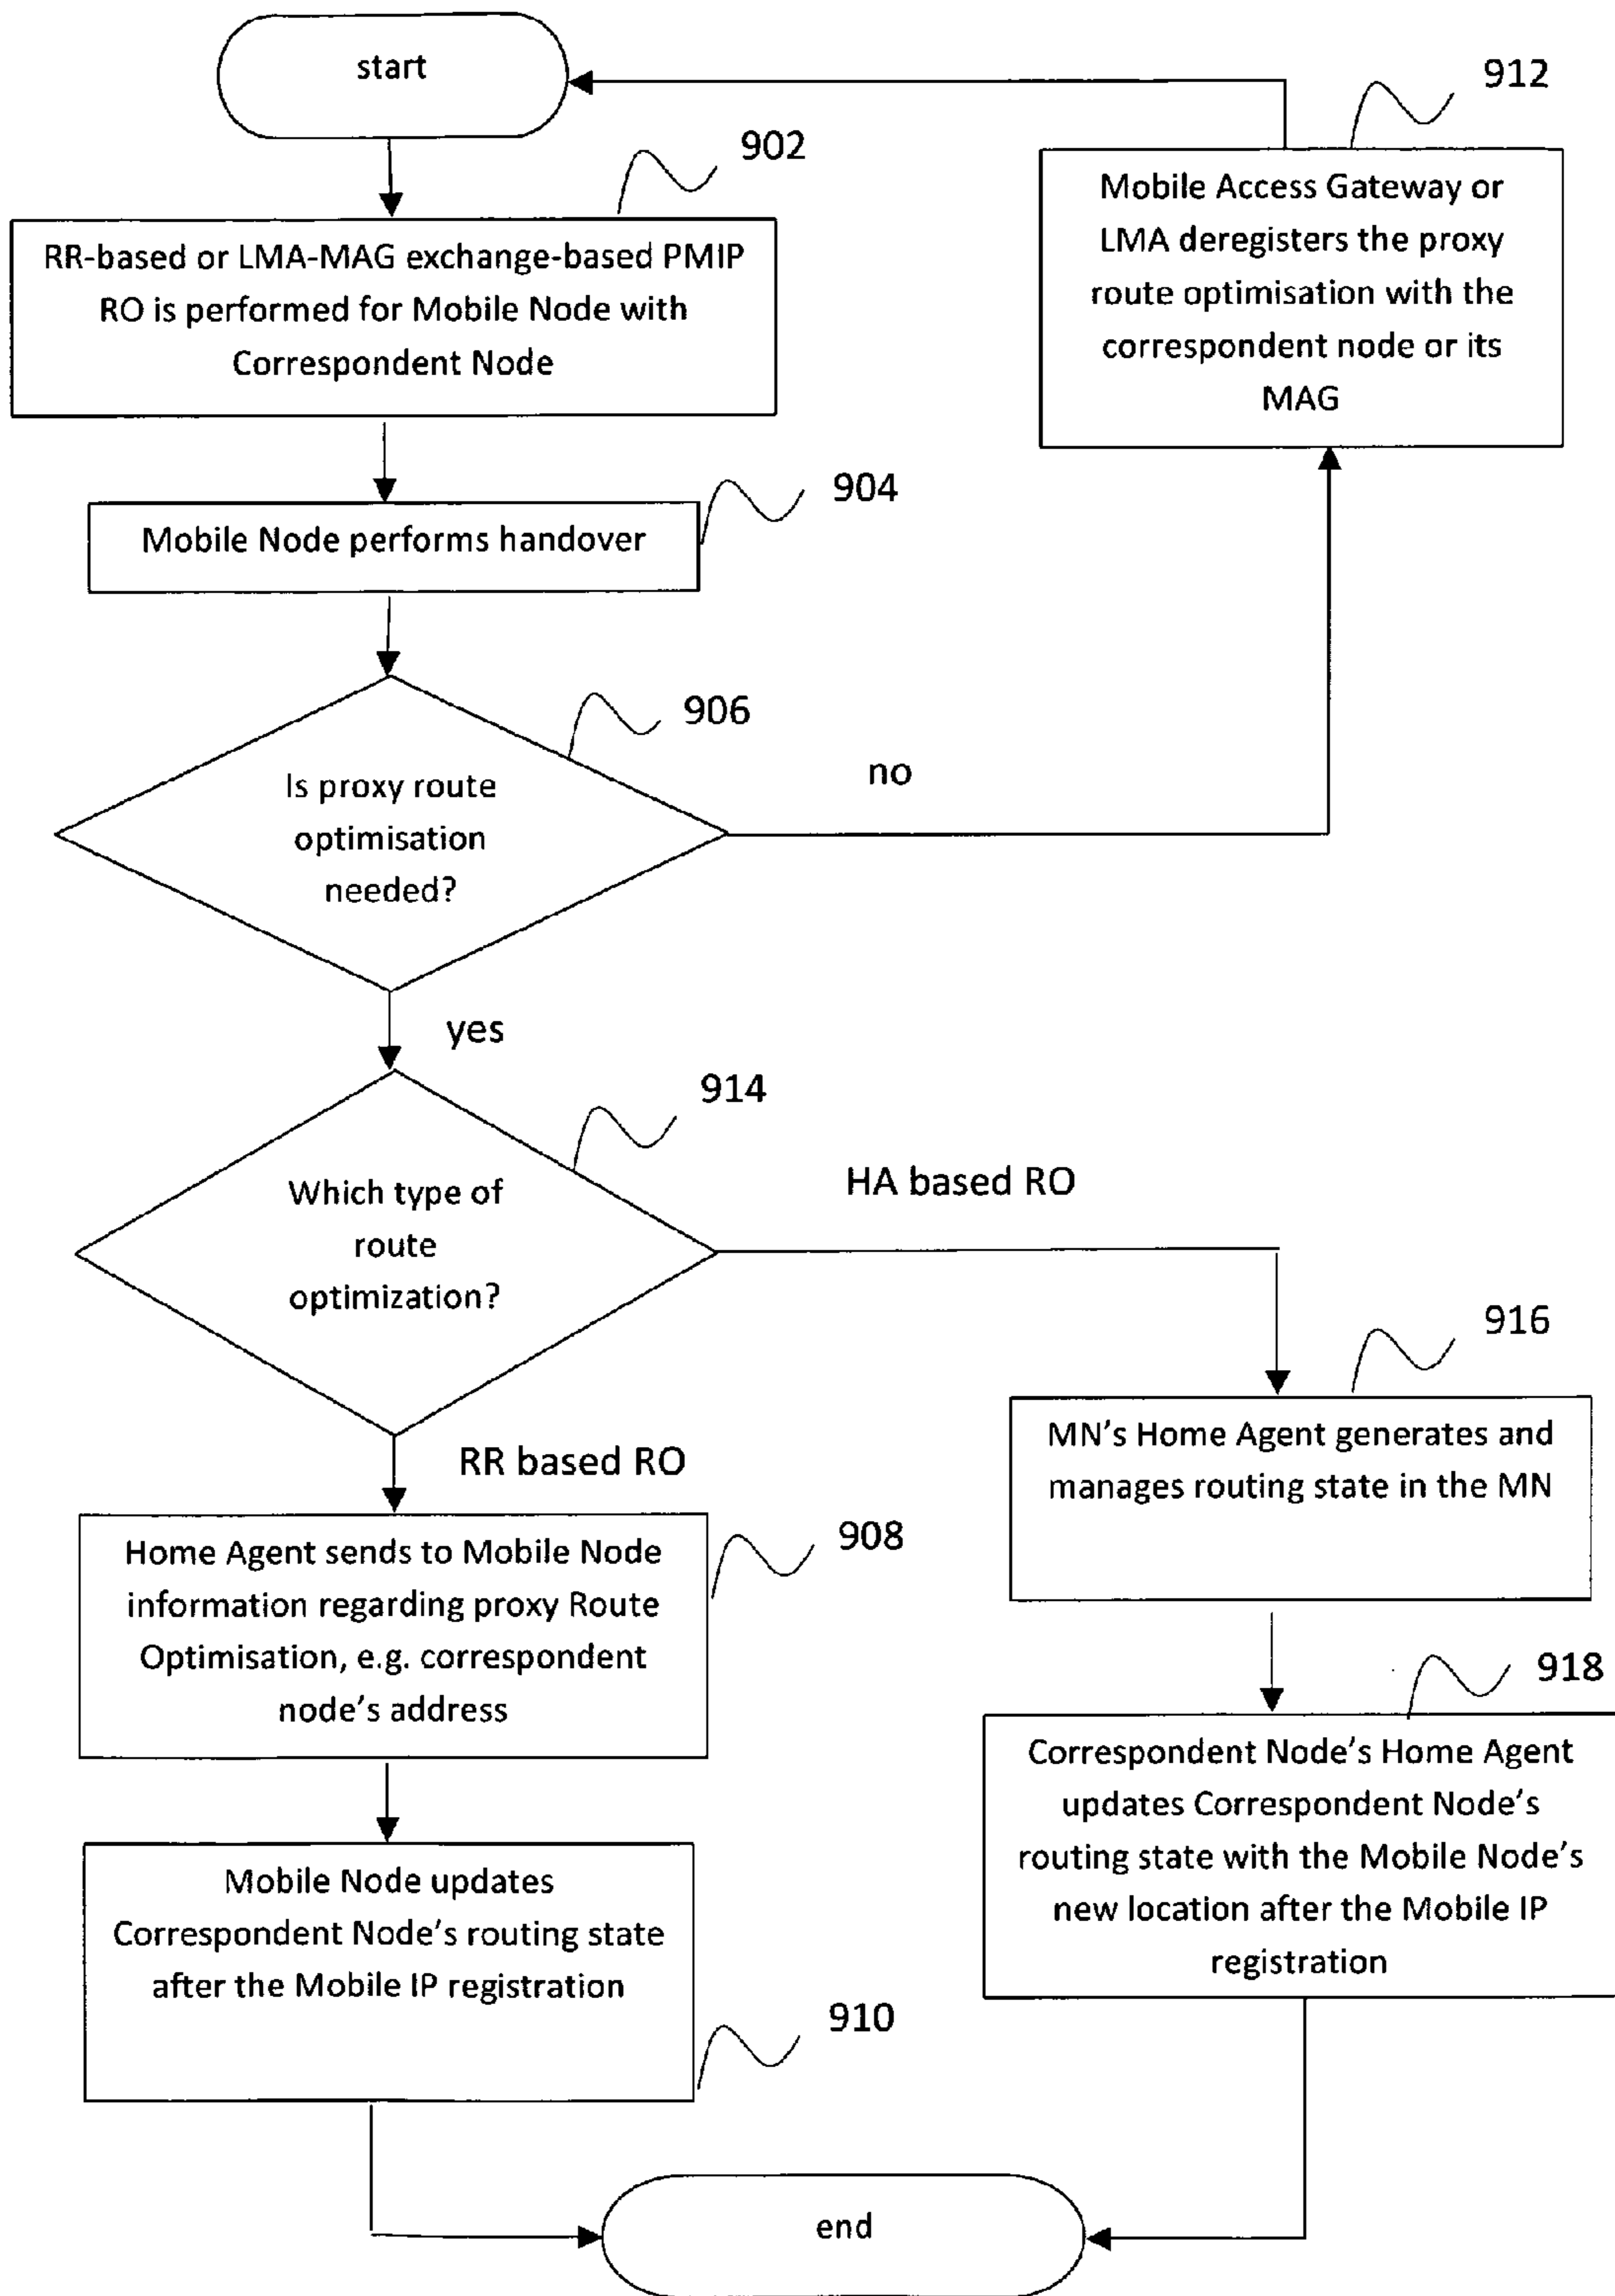 start
912
902
Mobile Access Gateway or
LMA deregisters the proxy
route optimisation with the
correspondent node or its
MAG
RR-based or LMA-MAG exchange-based PMIP
RO is performed for Mobile Node with
Correspondent Node
904
Mobile Node performs handover
906
no
Is proxy route
optimisation
needed?
yes
914
HA based RO
Which type of
route
optimization?
916
RR based RO
MN's Home Agent generates and
manages routing state in the MN
908
Home Agent sends to Mobile Node
information regarding proxy Route
Optimisation, e.g. correspondent
node's address
918
Correspondent Node's Home Agent
updates Correspondent Node's
routing state with the Mobile Node's
new location after the Mobile IP
registration
Mobile Node updates
Correspondent Node's routing state
after the Mobile IP registration
910
end